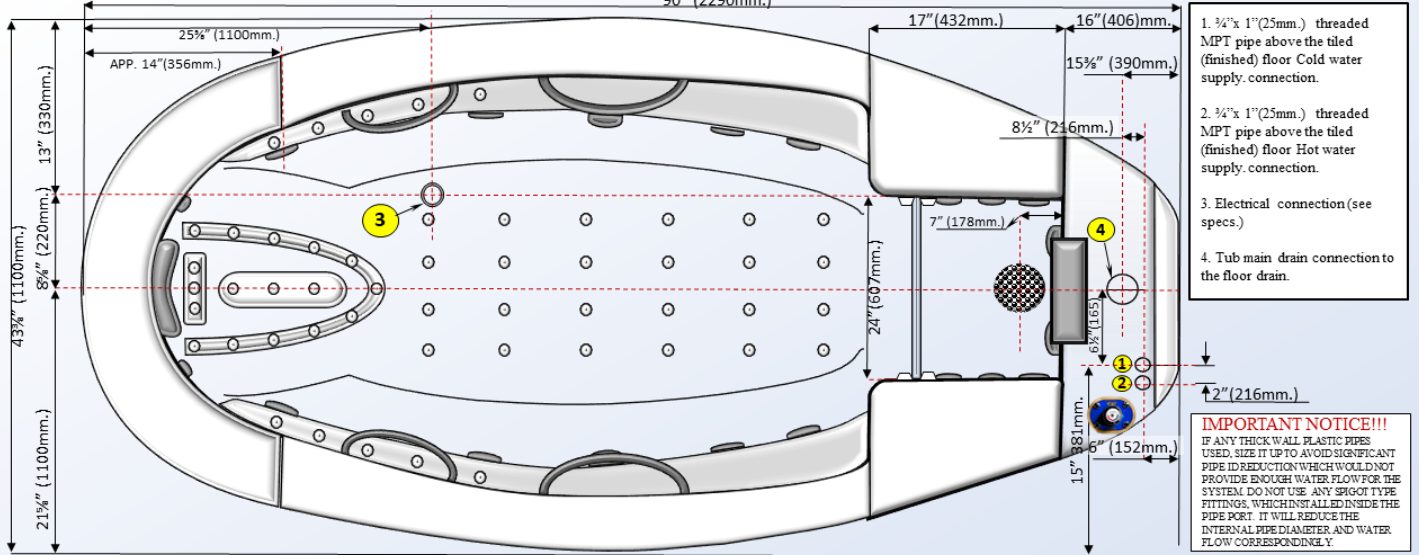 90” (2290mm.)
17”(432mm.)
16”(406)mm.)
25⅝” (1100mm.)
15⅜” (390mm.)
APP. 14”(356mm.)
13” (330mm.)
8½” (216mm.)
8⅝” (220mm.)
3
7” (178mm.)
4
43¾” (1100mm.)
24”(607mm.)
6½”(165)
1
2
2”(216mm.)
21⅝” (1100mm.)
15” 381mm.
6” (152mm.)
1. ¾”x 1”(25mm.) threaded
MPT pipe above the tiled
(finished) floor Cold water
supply. connection.
2. ¾”x 1”(25mm.) threaded
MPT pipe above the tiled
(finished) floor Hot water
supply. connection.
3. Electrical connection (see
specs.)
4. Tub main drain connection to
the floor drain.
IMPORTANT NOTICE!!!
IF ANY THICK WALL PLASTIC PIPES
USED, SIZE IT UP TO AVOID SIGNIFICANT
PIPE ID REDUCTION WHICH WOULD NOT
PROVIDE ENOUGH WATER FLOW FOR THE
SYSTEM. DO NOT USE ANY SPIGOT TYPE
FITTINGS, WHICH INSTALLED INSIDE THE
PIPE PORT. IT WILL REDUCE THE
INTERNAL PIPE DIAMETER AND WATER
FLOW CORRESPONDINGLY.